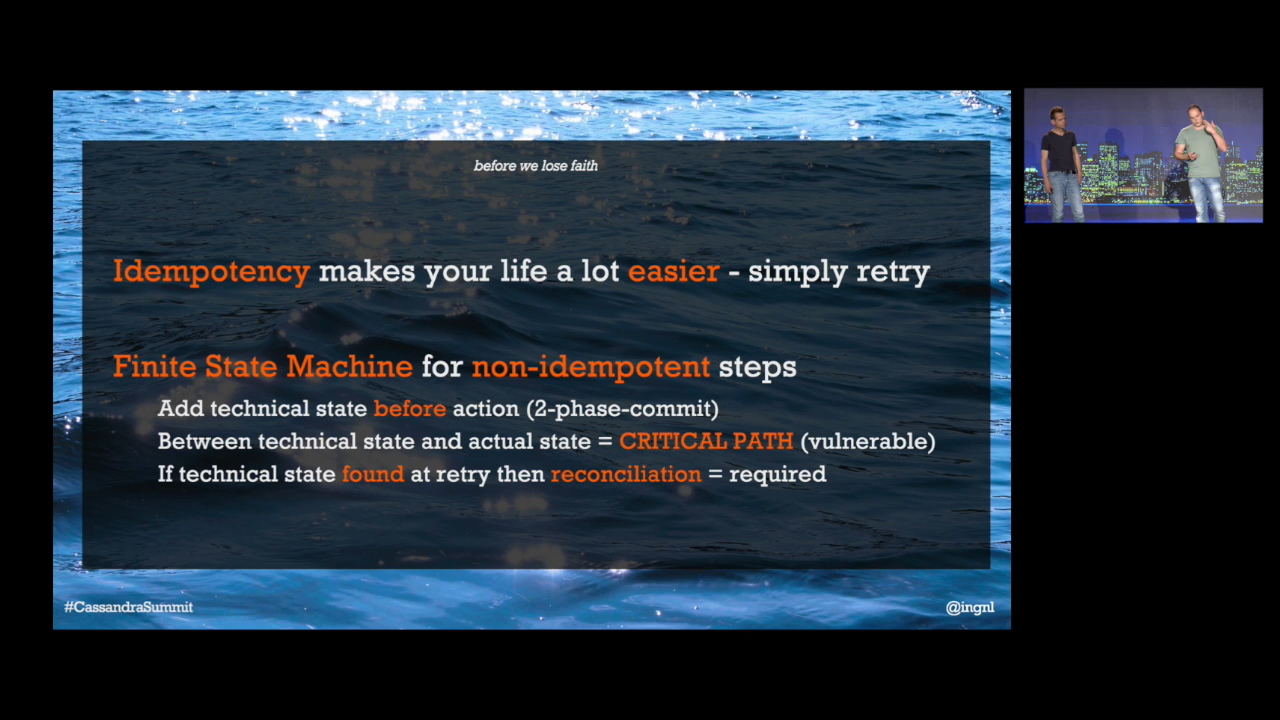 before we lose faith
Idempotency makes your life a lot easier - simply retry
Finite State Machine for non-idempotent steps
Add technical state before action (2-phase-commit)
Between technical state and actual state = CRITICAL PATH (vulnerable)
If technical state found at retry then reconciliation = required
#CassandraSummit
@ingnl